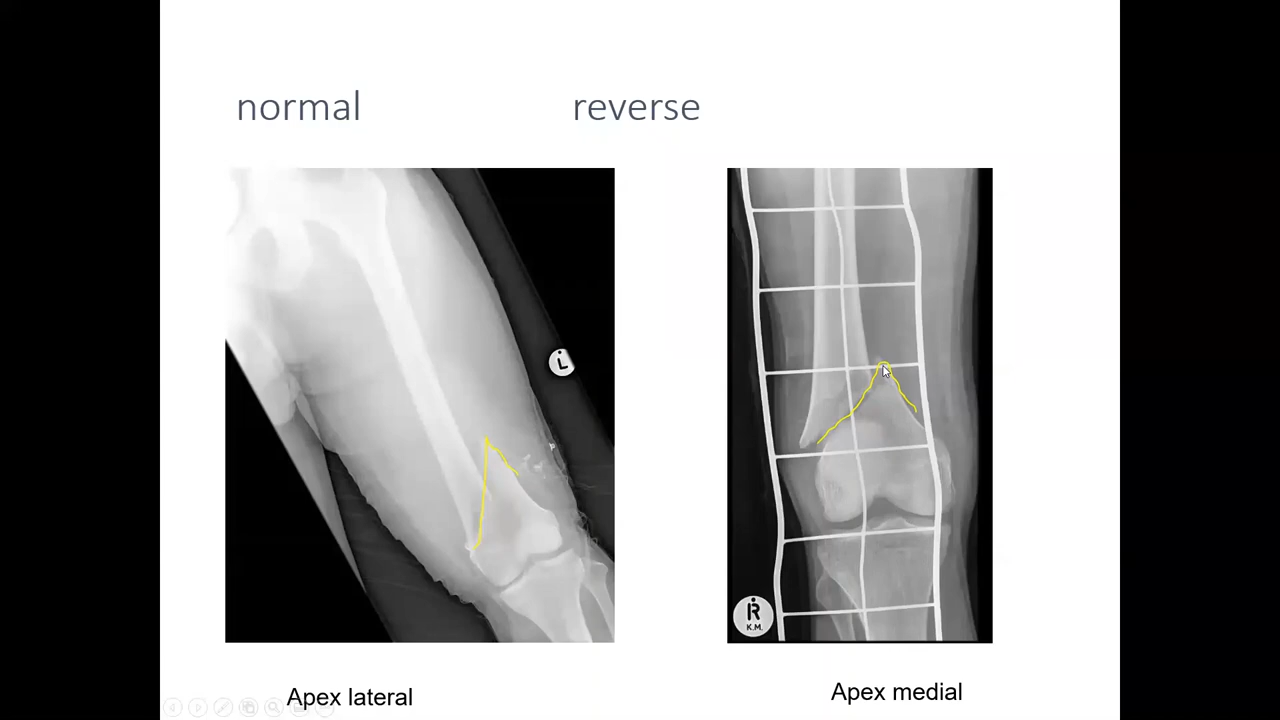 normal
reverse
L
R
K.M.
Apex lateral
Apex medial